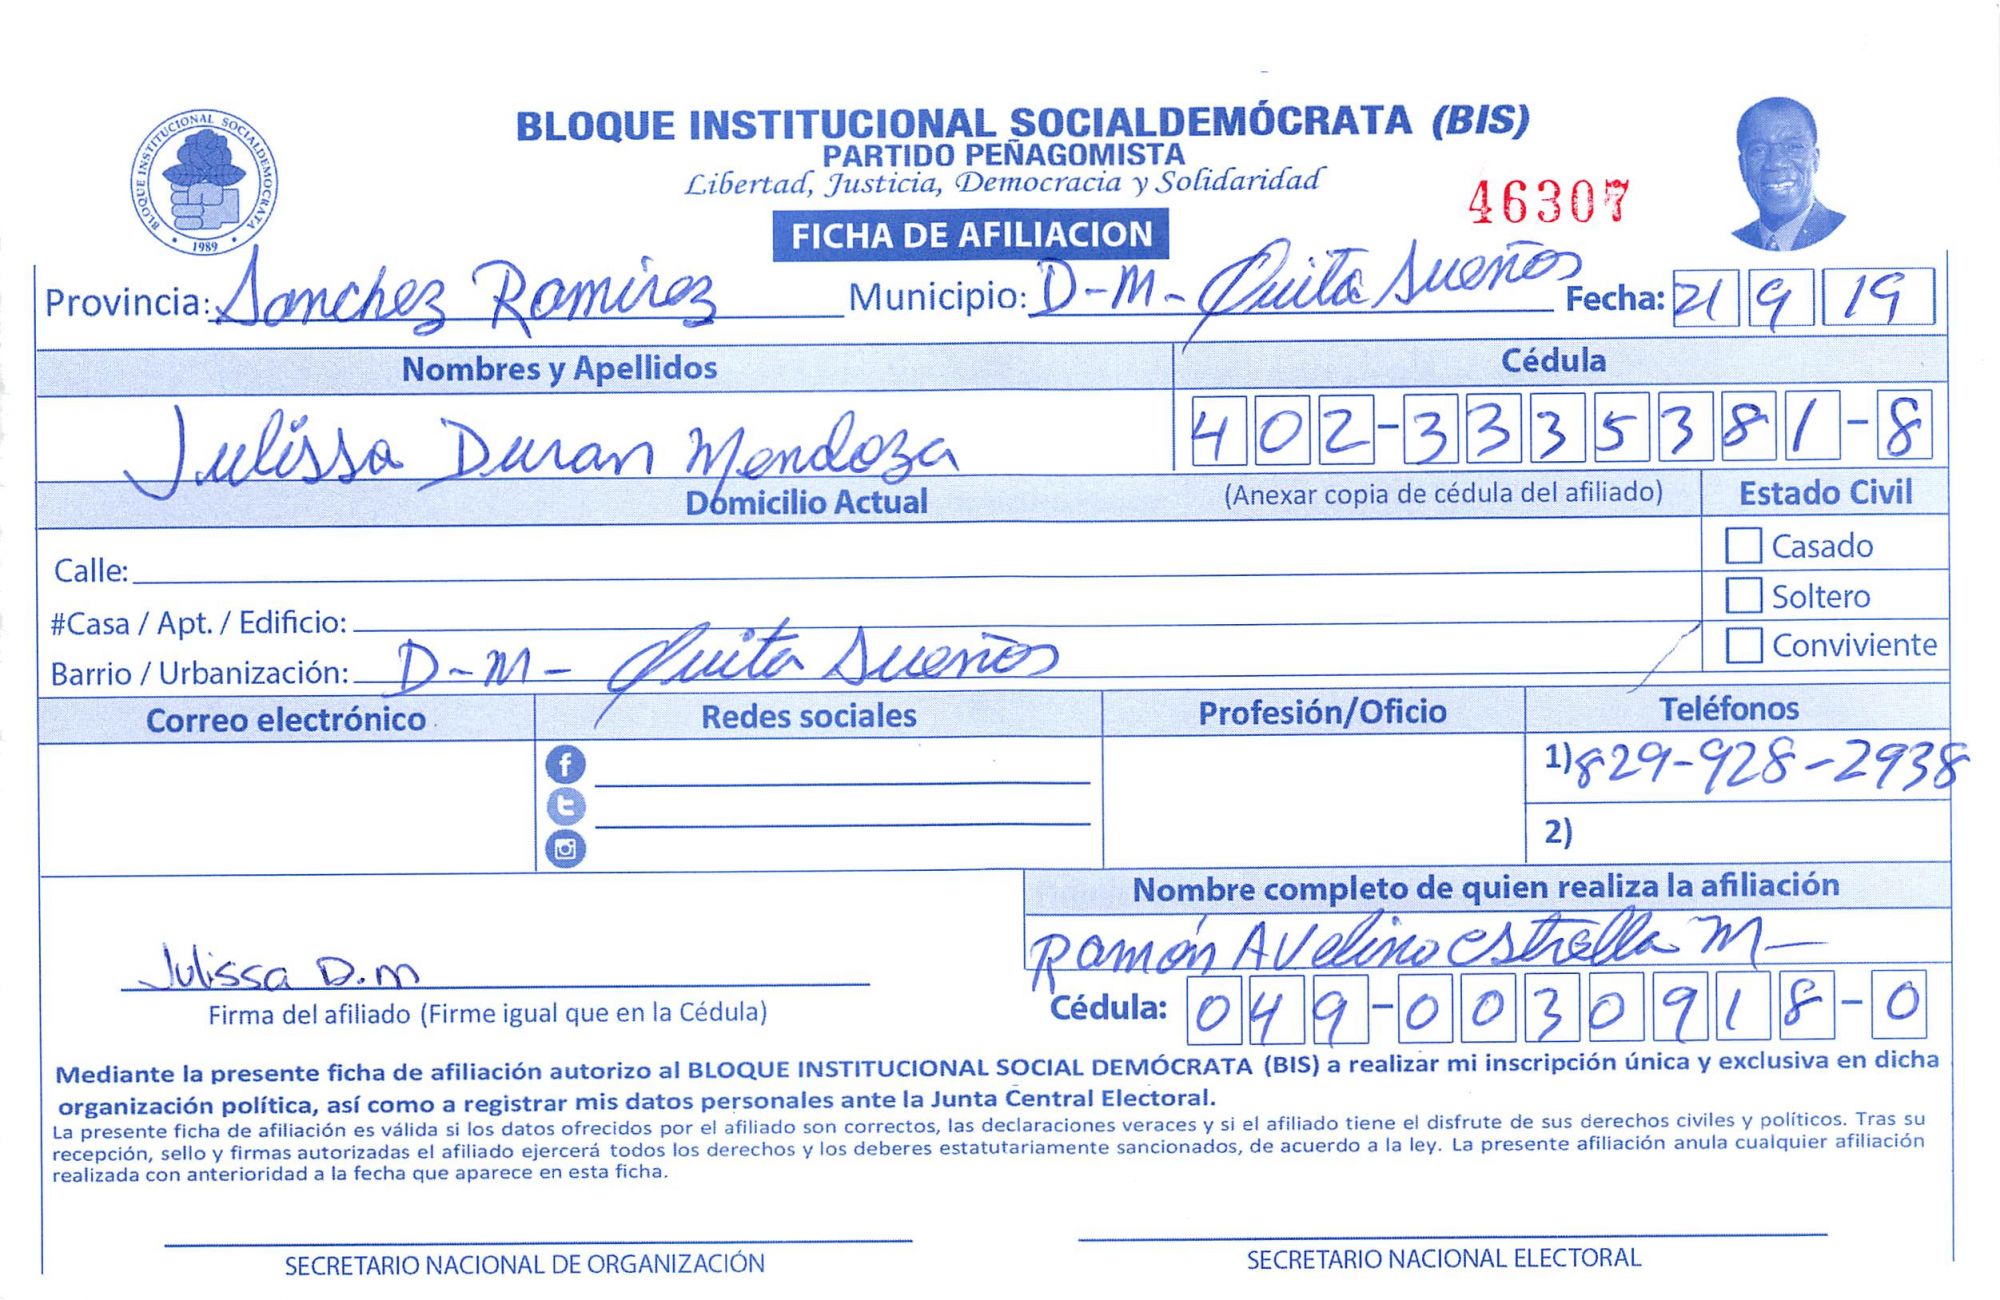 BLOQUE INSTITUCIONAL SOCIALDEMÓCRATA (BIS)
BLOQUE INSTITUCIONAL SOCIALDEMOCRATA
1989
PARTIDO PEÑAGOMISTA
Libertad, Justicia, Democracia y Solidaridad
46307
FICHA DE AFILIACION
Provincia: Sanchez Ramirez Municipio: D-M- Quita Sueños Fecha: 21 9 19
Nombres y Apellidos Cédula
Julissa Duran Mendoza 402-3335381-8
Domicilio Actual (Anexar copia de cédula del afiliado) Estado Civil
Calle: Casado
#Casa / Apt. / Edificio: Soltero
Barrio / Urbanización: D-M- Quita Sueños Conviviente
Correo electrónico Redes sociales Profesión/Oficio Teléfonos
1) 829-928-2938
2)
Nombre completo de quien realiza la afiliación
Ramón Avelino Estrella M-
Julissa D.M
Firma del afiliado (Firme igual que en la Cédula) Cédula: 049-0030918-0
Mediante la presente ficha de afiliación autorizo al BLOQUE INSTITUCIONAL SOCIAL DEMÓCRATA (BIS) a realizar mi inscripción única y exclusiva en dicha
organización política, así como a registrar mis datos personales ante la Junta Central Electoral.
La presente ficha de afiliación es válida si los datos ofrecidos por el afiliado son correctos, las declaraciones veraces y si el afiliado tiene el disfrute de sus derechos civiles y políticos. Tras su
recepción, sello y firmas autorizadas el afiliado ejercerá todos los derechos y los deberes estatutariamente sancionados, de acuerdo a la ley. La presente afiliación anula cualquier afiliación
realizada con anterioridad a la fecha que aparece en esta ficha.
SECRETARIO NACIONAL DE ORGANIZACIÓN SECRETARIO NACIONAL ELECTORAL